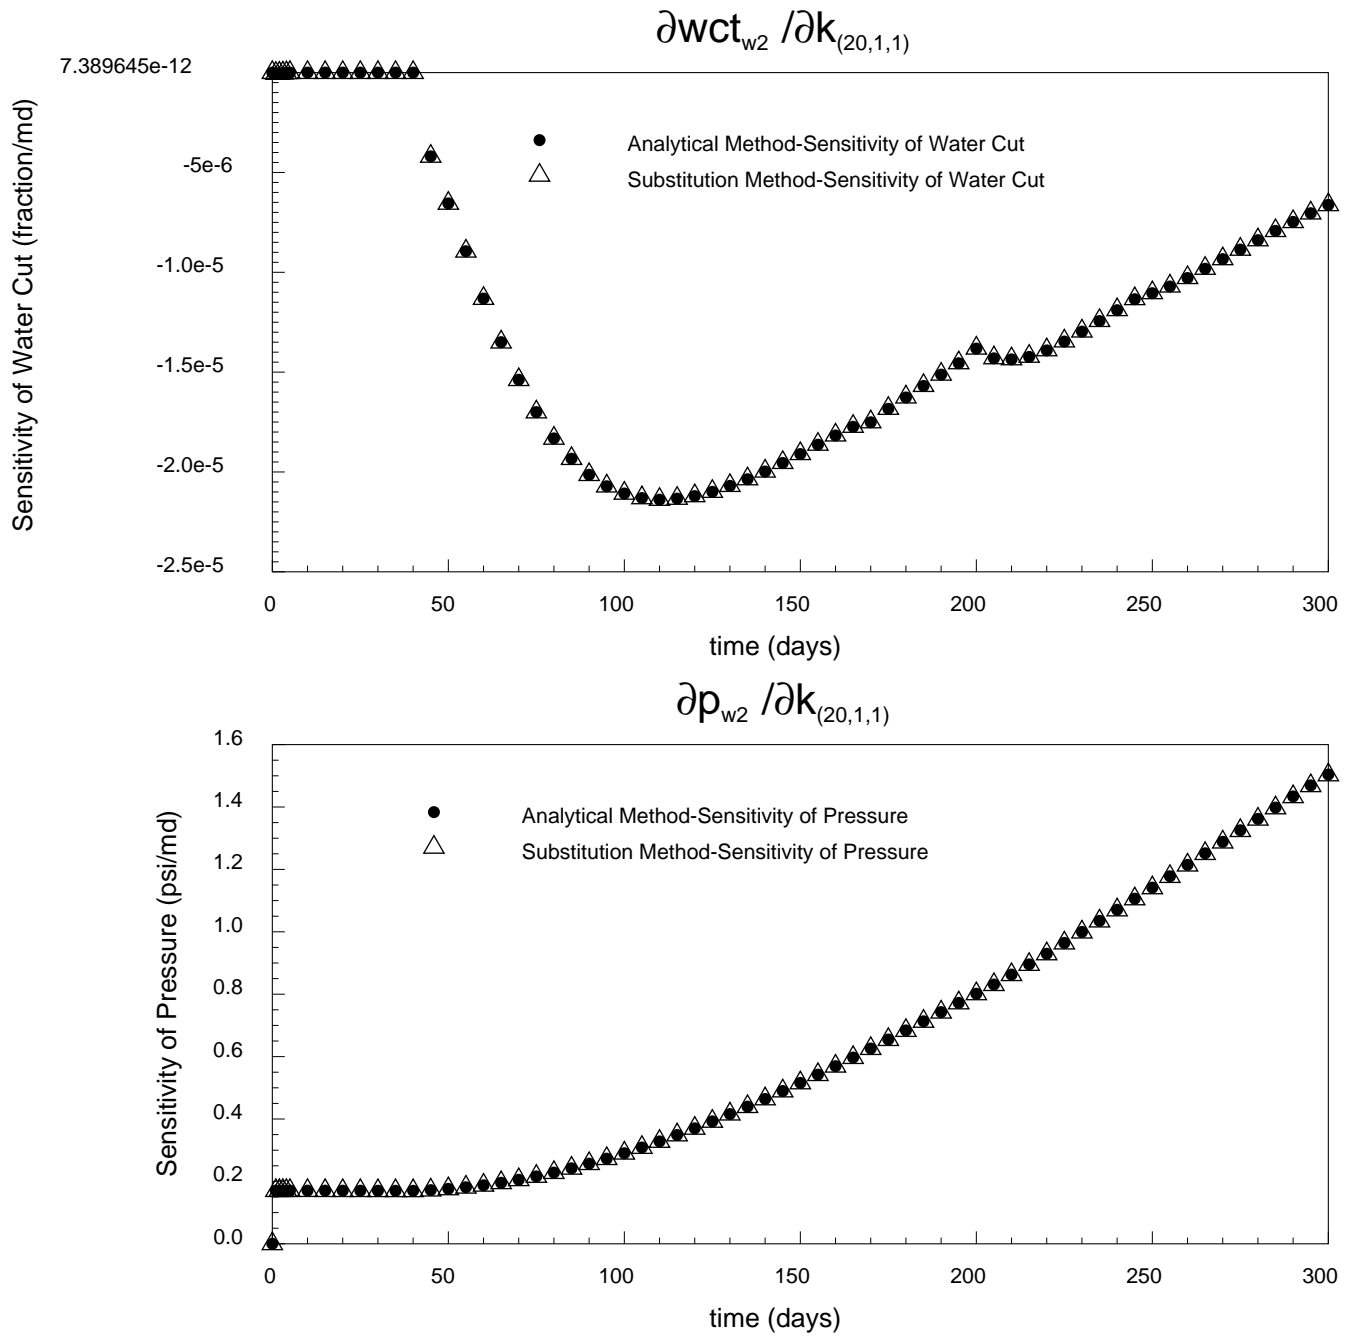 ∂wct_w2 /∂k_(20,1,1)
7.389645e-12
-5e-6
-1.0e-5
-1.5e-5
-2.0e-5
-2.5e-5
Sensitivity of Water Cut (fraction/md)
Analytical Method-Sensitivity of Water Cut
Substitution Method-Sensitivity of Water Cut
0 50 100 150 200 250 300
time (days)
∂p_w2 /∂k_(20,1,1)
1.6
1.4
1.2
1.0
0.8
0.6
0.4
0.2
0.0
Sensitivity of Pressure (psi/md)
Analytical Method-Sensitivity of Pressure
Substitution Method-Sensitivity of Pressure
0 50 100 150 200 250 300
time (days)